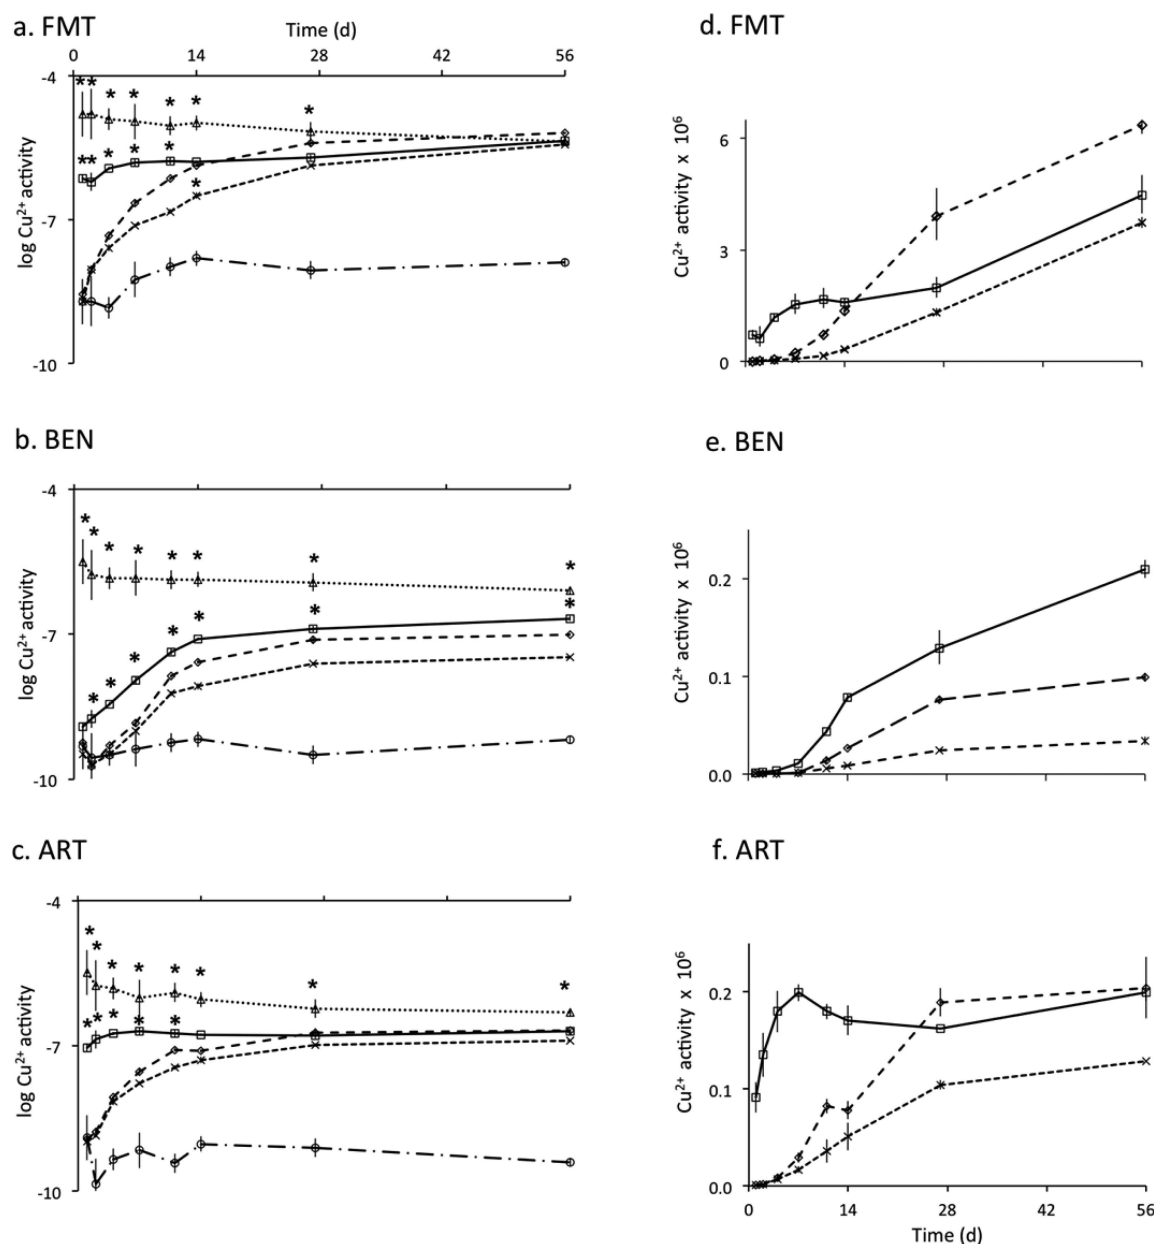 a. FMT
Time (d)
0 14 28 42 56
-4
-7
-10
log Cu²⁺ activity
* * * * * * *
* * * * *
*
b. BEN
-4
-7
-10
log Cu²⁺ activity
* * * * * * * *
* * * * * * *
c. ART
-4
-7
-10
log Cu²⁺ activity
* * * * * * * *
* * * * *
d. FMT
6
3
0
Cu²⁺ activity x 10⁶
e. BEN
0.2
0.1
0.0
Cu²⁺ activity x 10⁶
f. ART
0.2
0.1
0.0
Cu²⁺ activity x 10⁶
0 14 28 42 56
Time (d)